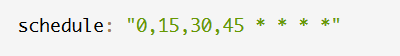 schedule: "0,15,30,45 * * * *"